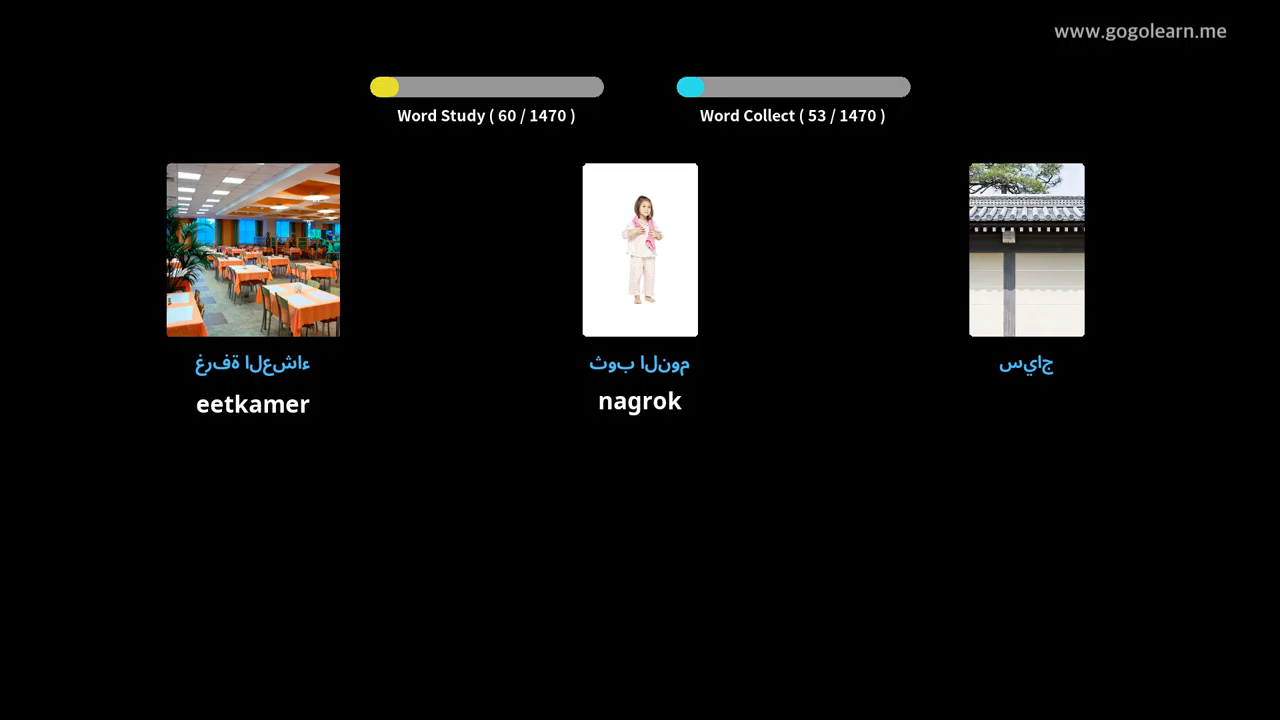 www.gogolearn.me
Word Study ( 60 / 1470 )
Word Collect ( 53 / 1470 )
غرفة العشاء
ثوب النوم
سياج
eetkamer
nagrok